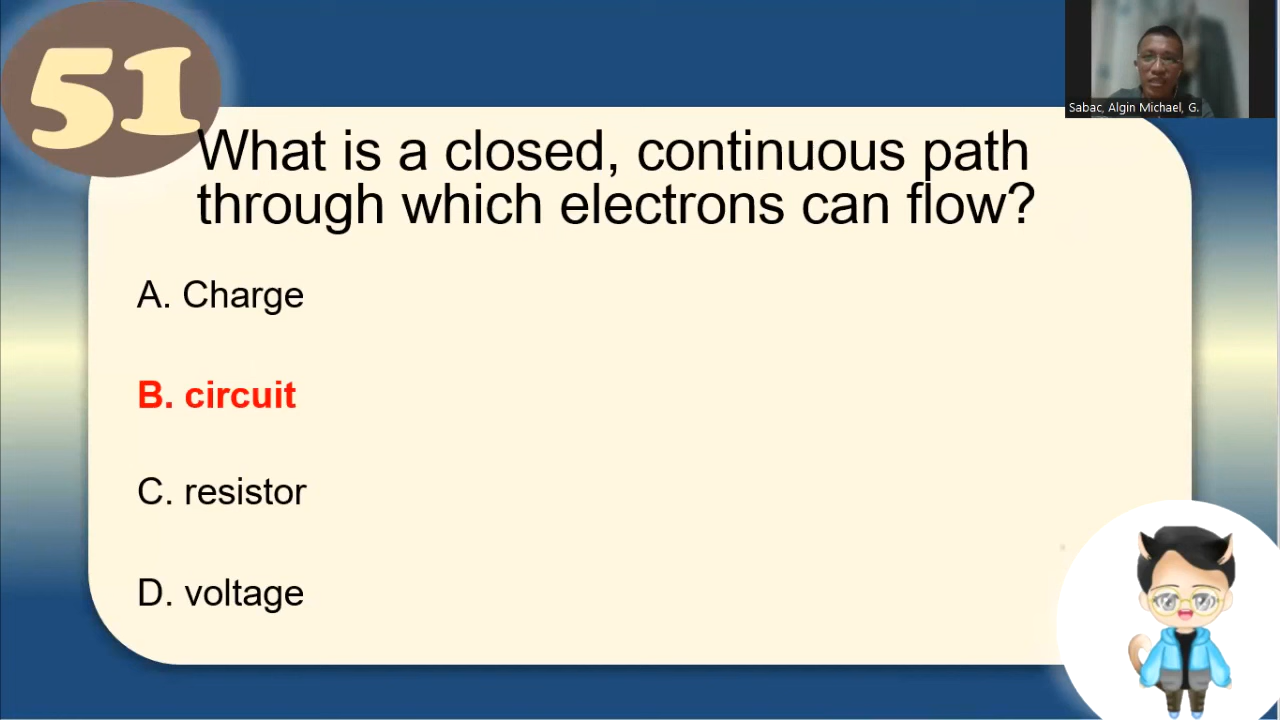 51
Sabac, Algin Michael, G.
What is a closed, continuous path
through which electrons can flow?
A. Charge
B. circuit
C. resistor
D. voltage